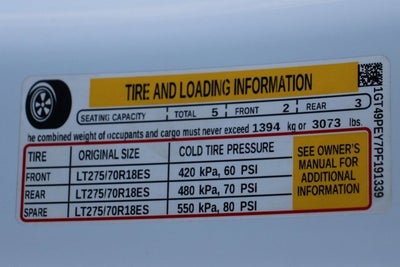 TIRE AND LOADING INFORMATION
SEATING CAPACITY TOTAL 5 FRONT 2 REAR 3
he combined weight of occupants and cargo must never exceed 1394 kg or 3073 lbs.
TIRE ORIGINAL SIZE COLD TIRE PRESSURE
FRONT LT275/70R18ES 420 kPa, 60 PSI
REAR LT275/70R18ES 480 kPa, 70 PSI
SPARE LT275/70R18ES 550 kPa, 80 PSI
SEE OWNER'S
MANUAL FOR
ADDITIONAL
INFORMATION
1GT49PEY7PF191339